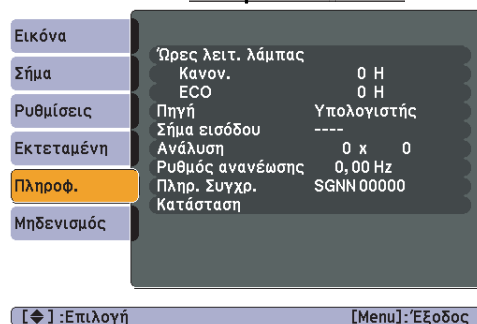 Εικόνα
Σήμα
Ρυθμίσεις
Εκτεταμένη
Πληροφ.
Μηδενισμός
Ώρες λειτ. λάμπας
Κανον. 0 H
ECO 0 H
Πηγή Υπολογιστής
Σήμα εισόδου ----
Ανάλυση 0 x 0
Ρυθμός ανανέωσης 0,00 Hz
Πληρ. Συγχρ. SGNN 00000
Κατάσταση
[◆] :Επιλογή [Menu]:Έξοδος